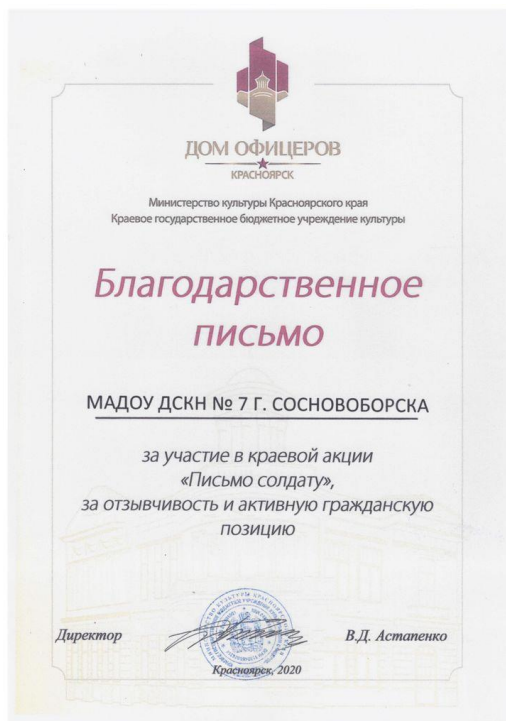 ДОМ ОФИЦЕРОВ
КРАСНОЯРСК
Министерство культуры Красноярского края
Краевое государственное бюджетное учреждение культуры
Благодарственное
письмо
МАДОУ ДСКН № 7 Г. СОСНОВОБОРСКА
за участие в краевой акции
«Письмо солдату»,
за отзывчивость и активную гражданскую
позицию
Директор
В.Д. Астапенко
Красноярск, 2020